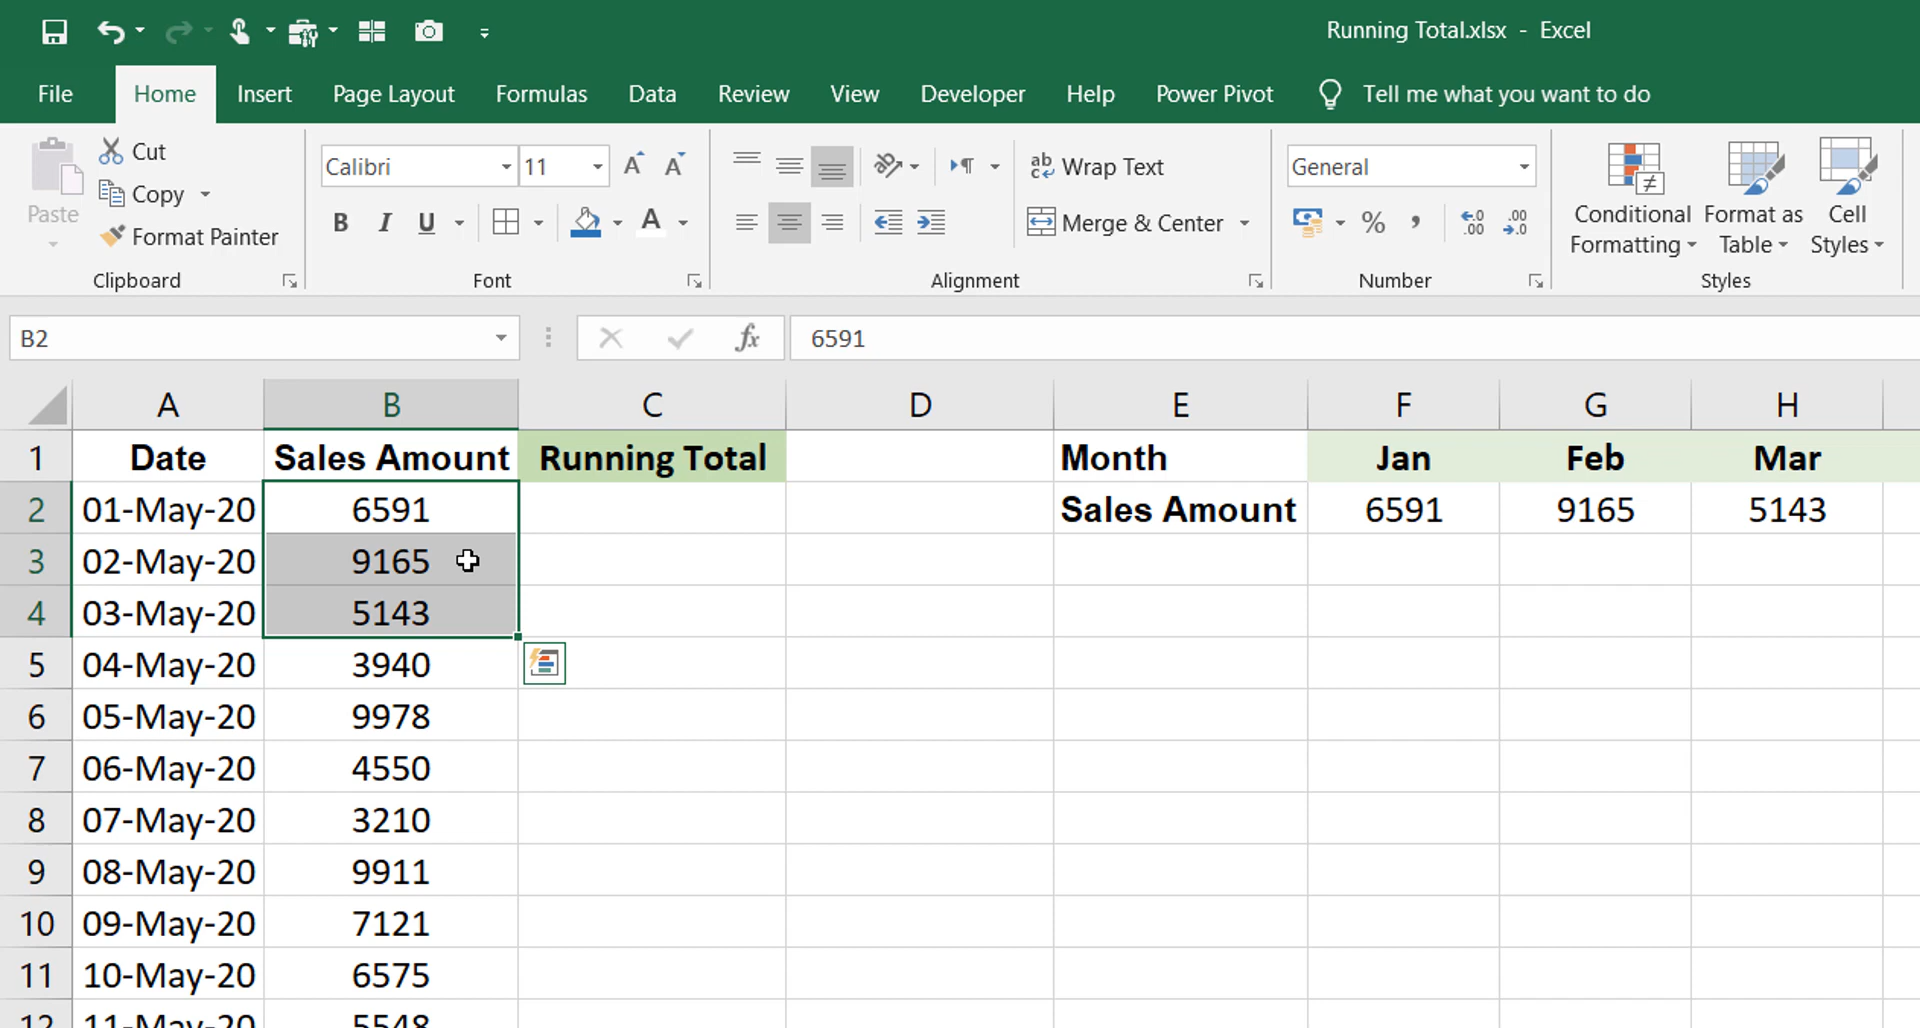 Running Total.xlsx - Excel
File Home Insert Page Layout Formulas Data Review View Developer Help Power Pivot Tell me what you want to do
Cut
Copy
Format Painter
Paste
Clipboard
Calibri 11
B I U A
Font
Wrap Text
Merge & Center
Alignment
General
% ,
Number
Conditional Formatting
Format as Table
Cell Styles
Styles
B2 fx 6591
A B C D E F G H
1 Date Sales Amount Running Total Month Jan Feb Mar
2 01-May-20 6591 Sales Amount 6591 9165 5143
3 02-May-20 9165
4 03-May-20 5143
5 04-May-20 3940
6 05-May-20 9978
7 06-May-20 4550
8 07-May-20 3210
9 08-May-20 9911
10 09-May-20 7121
11 10-May-20 6575
12 11-May-20 5548